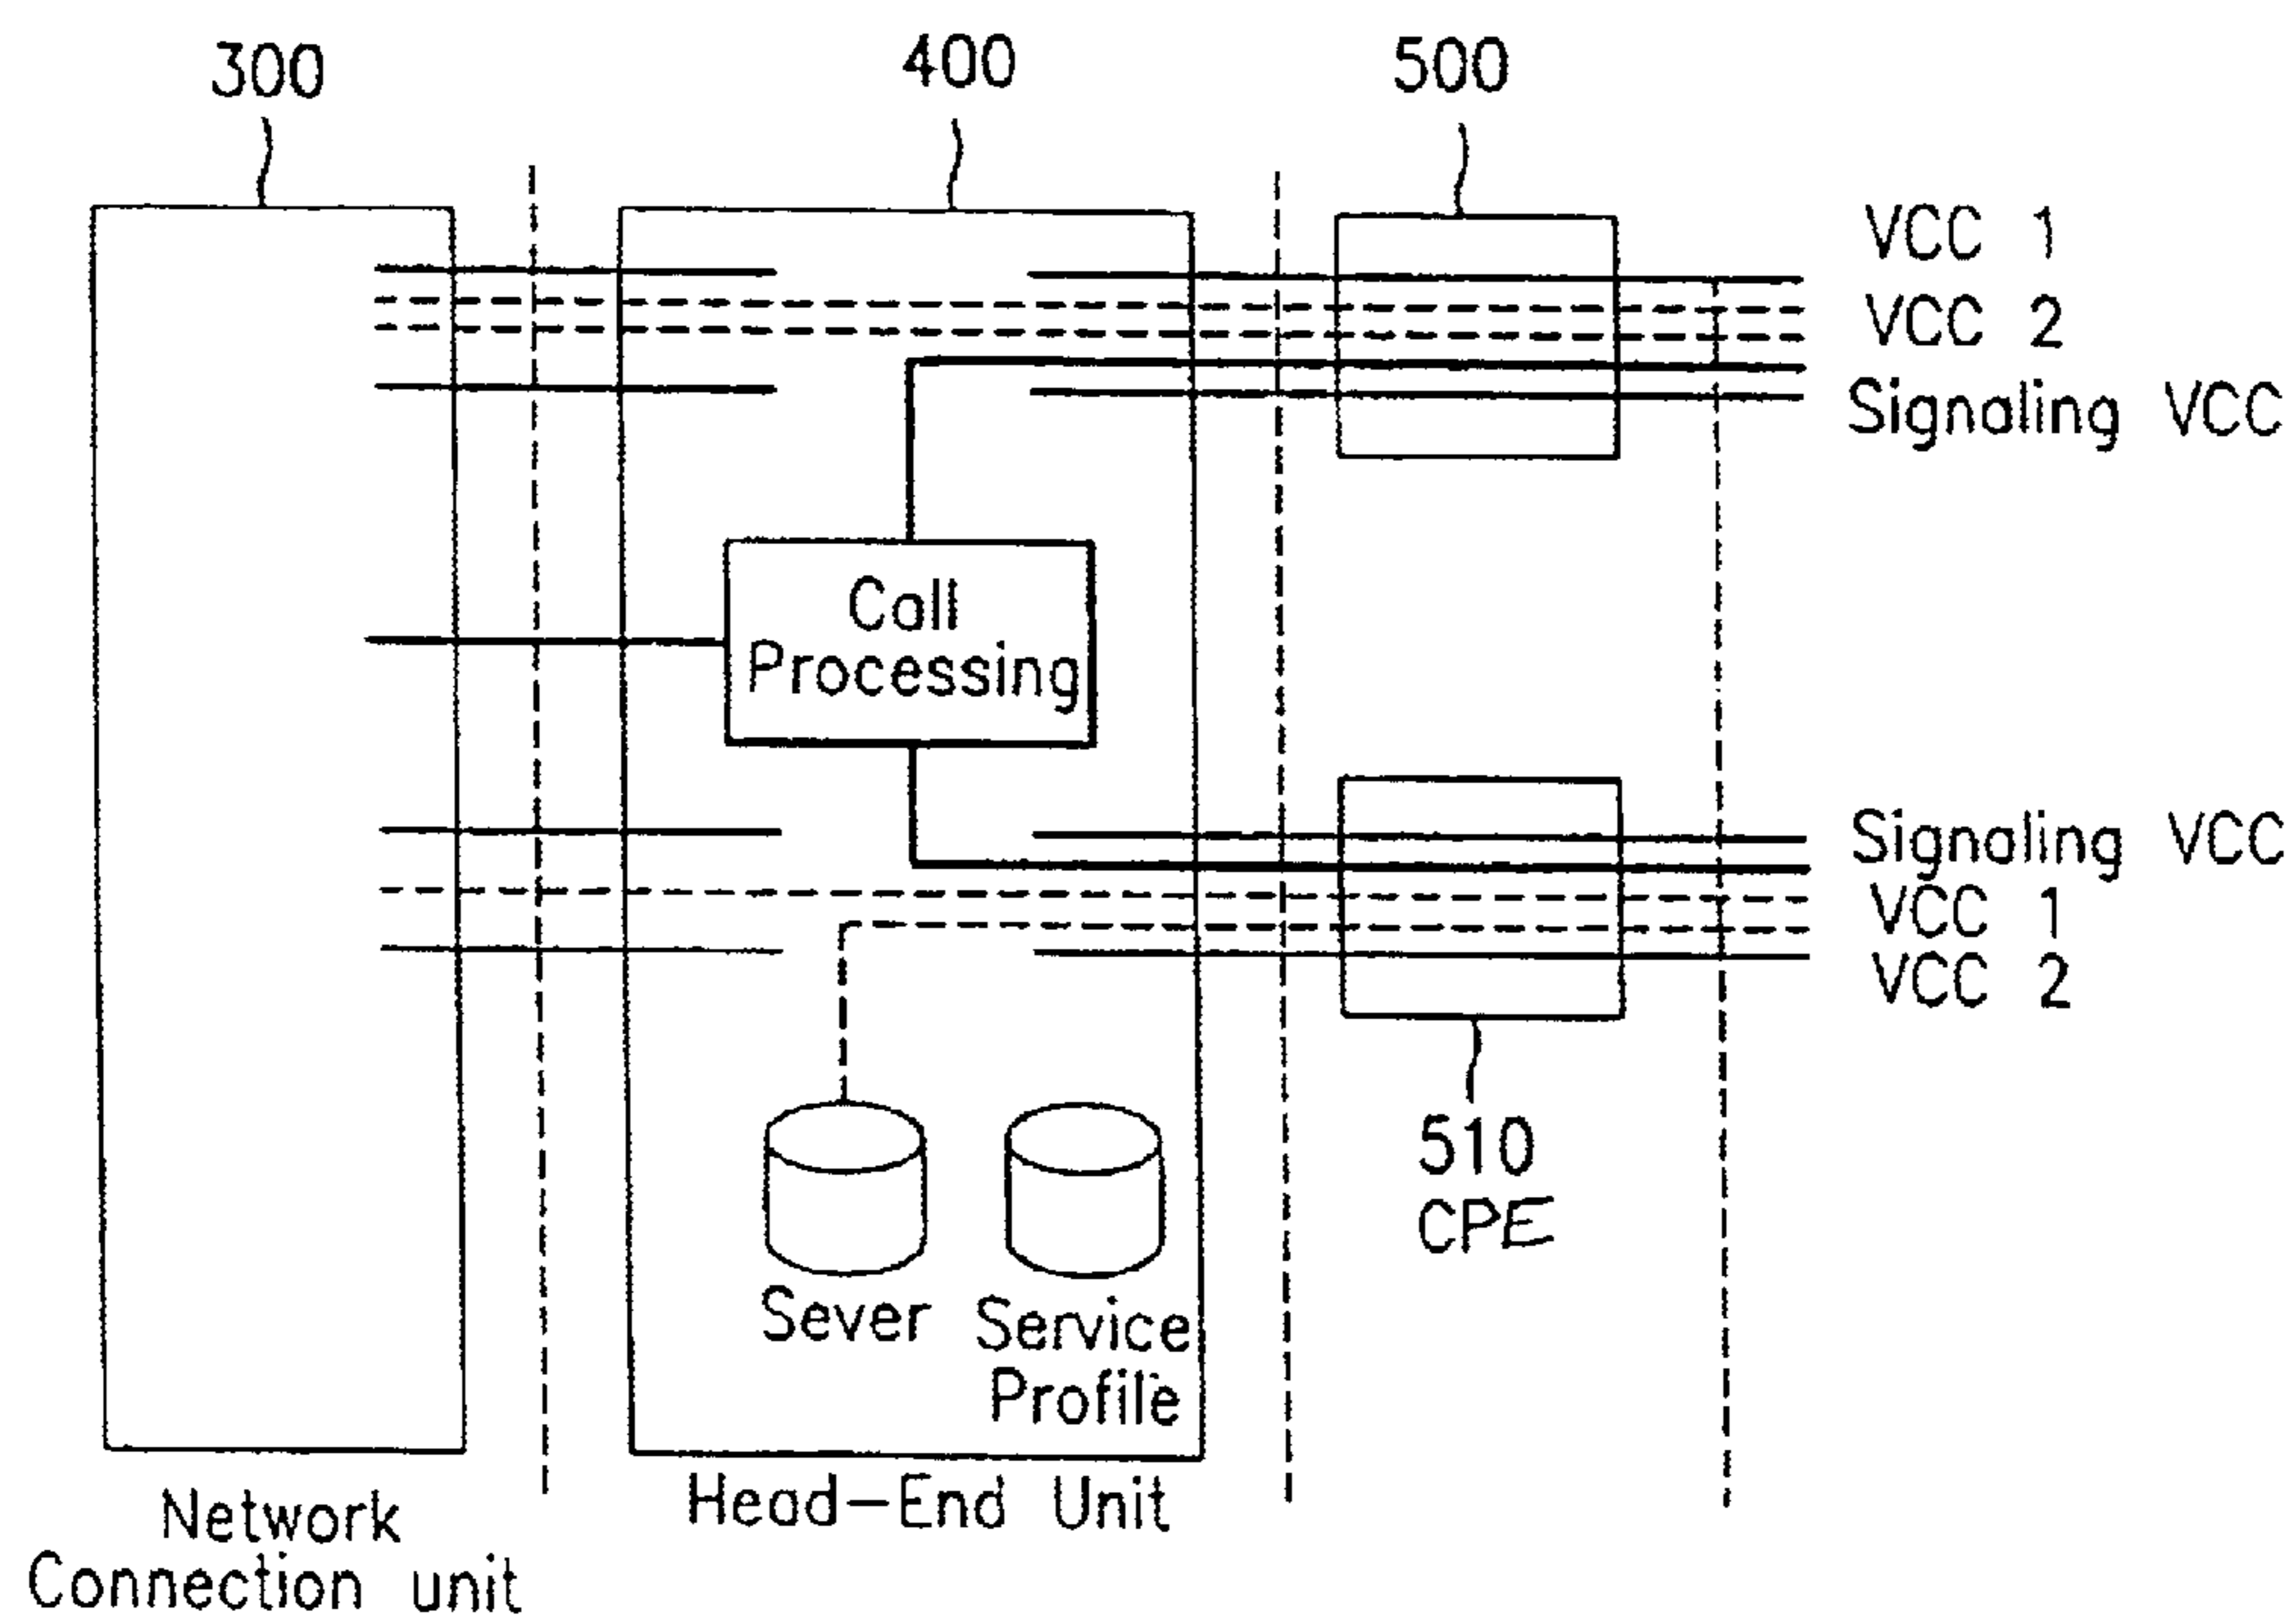 300
400
500
VCC 1
VCC 2
Signaling VCC
Call
Processing
Signaling VCC
VCC 1
VCC 2
510
CPE
Sever
Service
Profile
Head-End Unit
Network
Connection unit